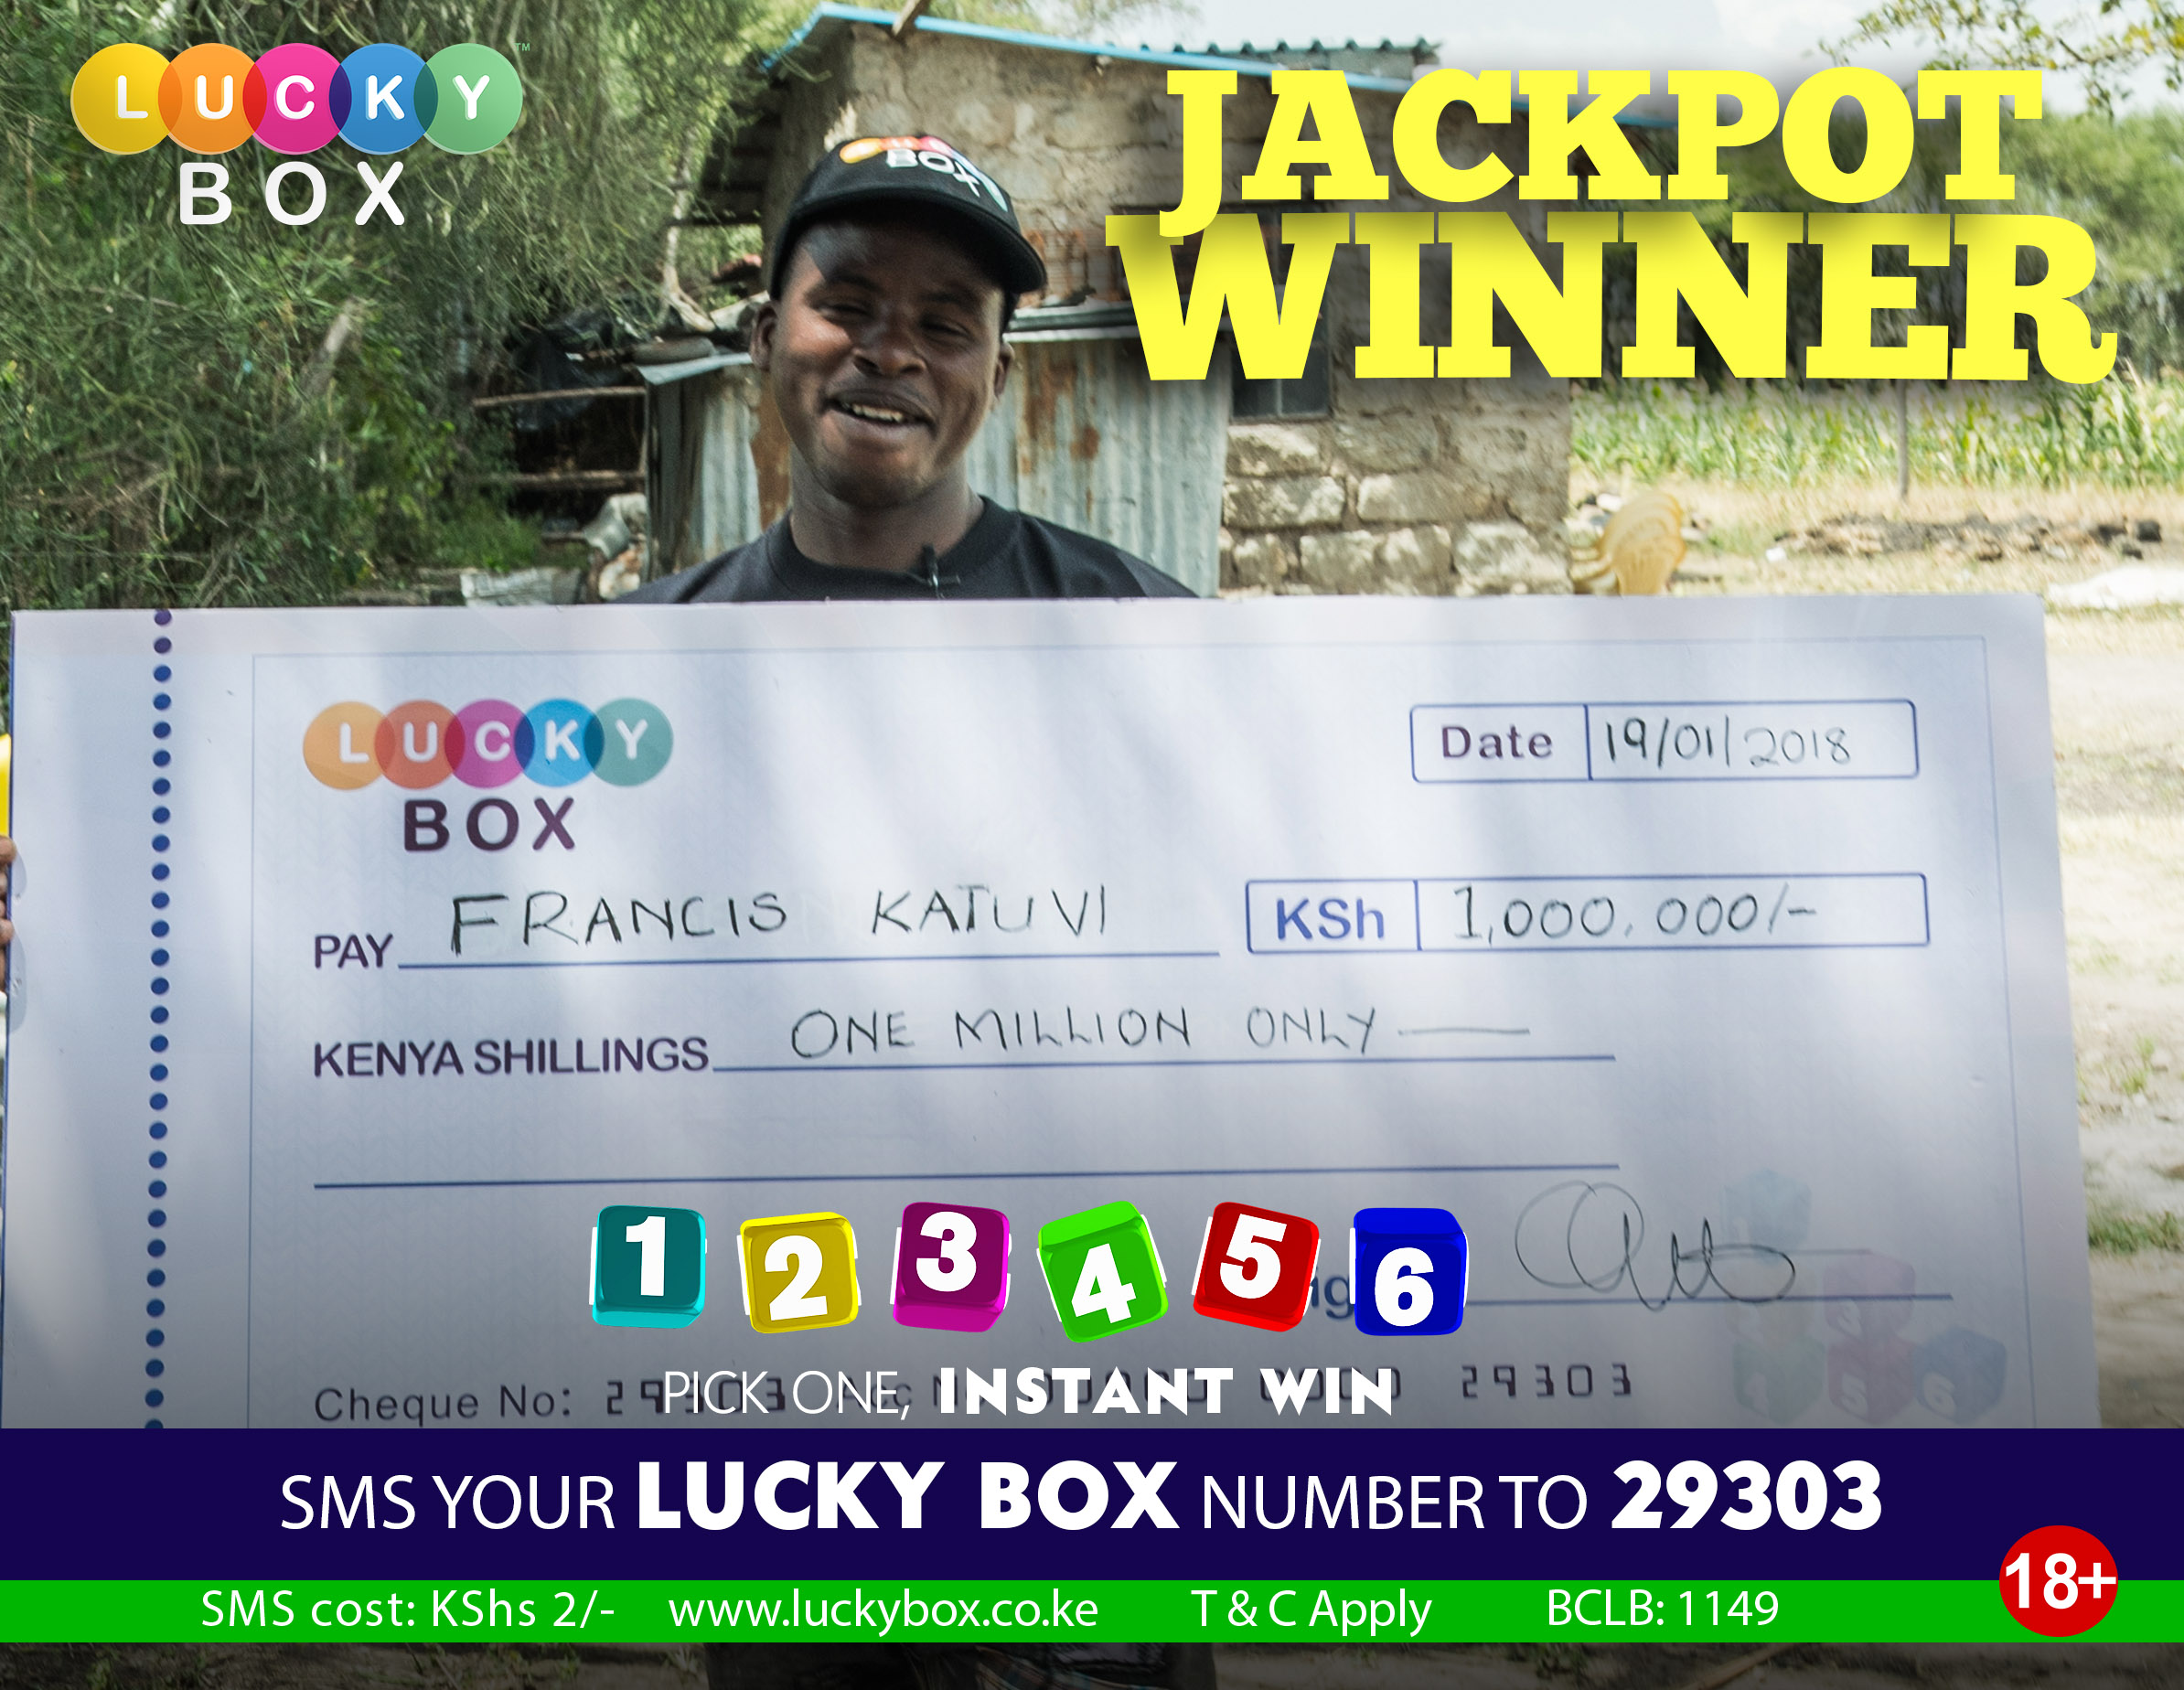 LUCKY™
BOX
JACKPOT
WINNER
BOX
LUCKY
BOX
Date 19/01/2018
PAY FRANCIS KATUVI
KSh 1,000,000/-
KENYA SHILLINGS ONE MILLION ONLY
1 2 3 4 5 6
PICK ONE, INSTANT WIN
Cheque No: 29303 29303
SMS YOUR LUCKY BOX NUMBER TO 29303
18+
SMS cost: KShs 2/- www.luckybox.co.ke T & C Apply BCLB: 1149